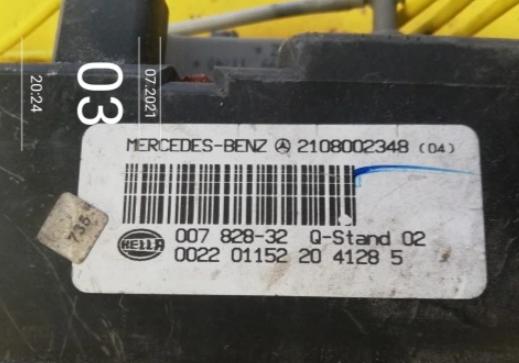 20:24
03
07.2021
MERCEDES-BENZ 2108002348 (04)
HELLA
007 828-32 Q-Stand 02
0022 01152 20 4128 5
735